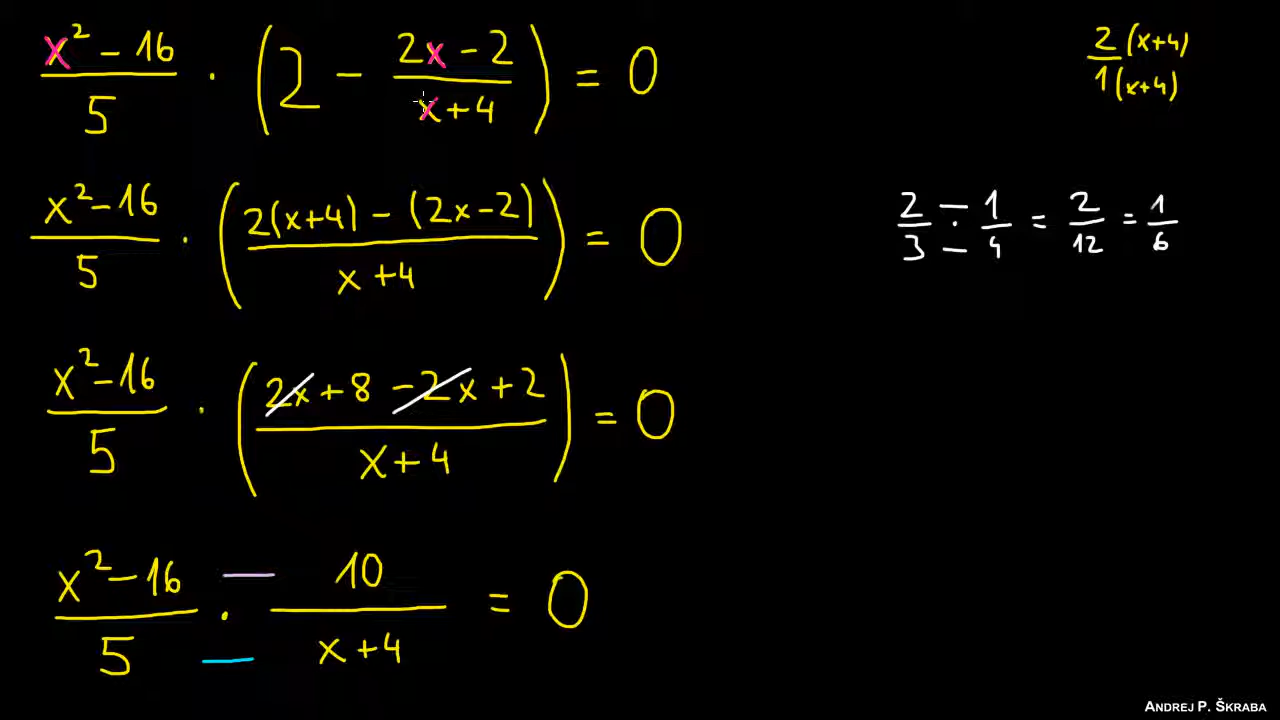 (x² - 16)/5 · (2 - (2x - 2)/(x + 4)) = 0
2(x+4)/1(x+4)
(x² - 16)/5 · ((2(x+4) - (2x - 2))/(x + 4)) = 0
2/3 · 1/4 = 2/12 = 1/6
(x² - 16)/5 · ((2x + 8 - 2x + 2)/(x + 4)) = 0
(x² - 16)/5 · 10/(x + 4) = 0
ANDREJ P. ŠKRABA